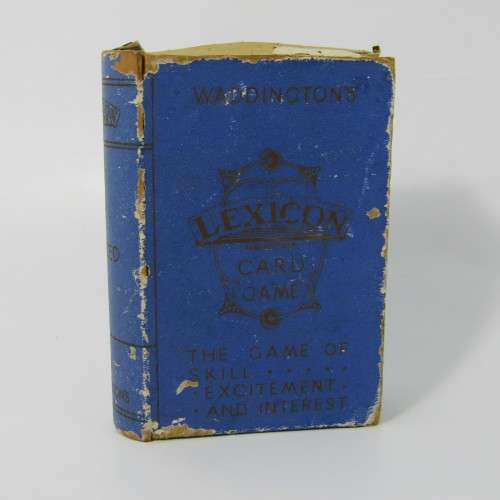 WADDINGTON'S
LEXICON
CARD
GAME
THE GAME OF
SKILL · · · · ·
· EXCITEMENT ·
· AND INTEREST